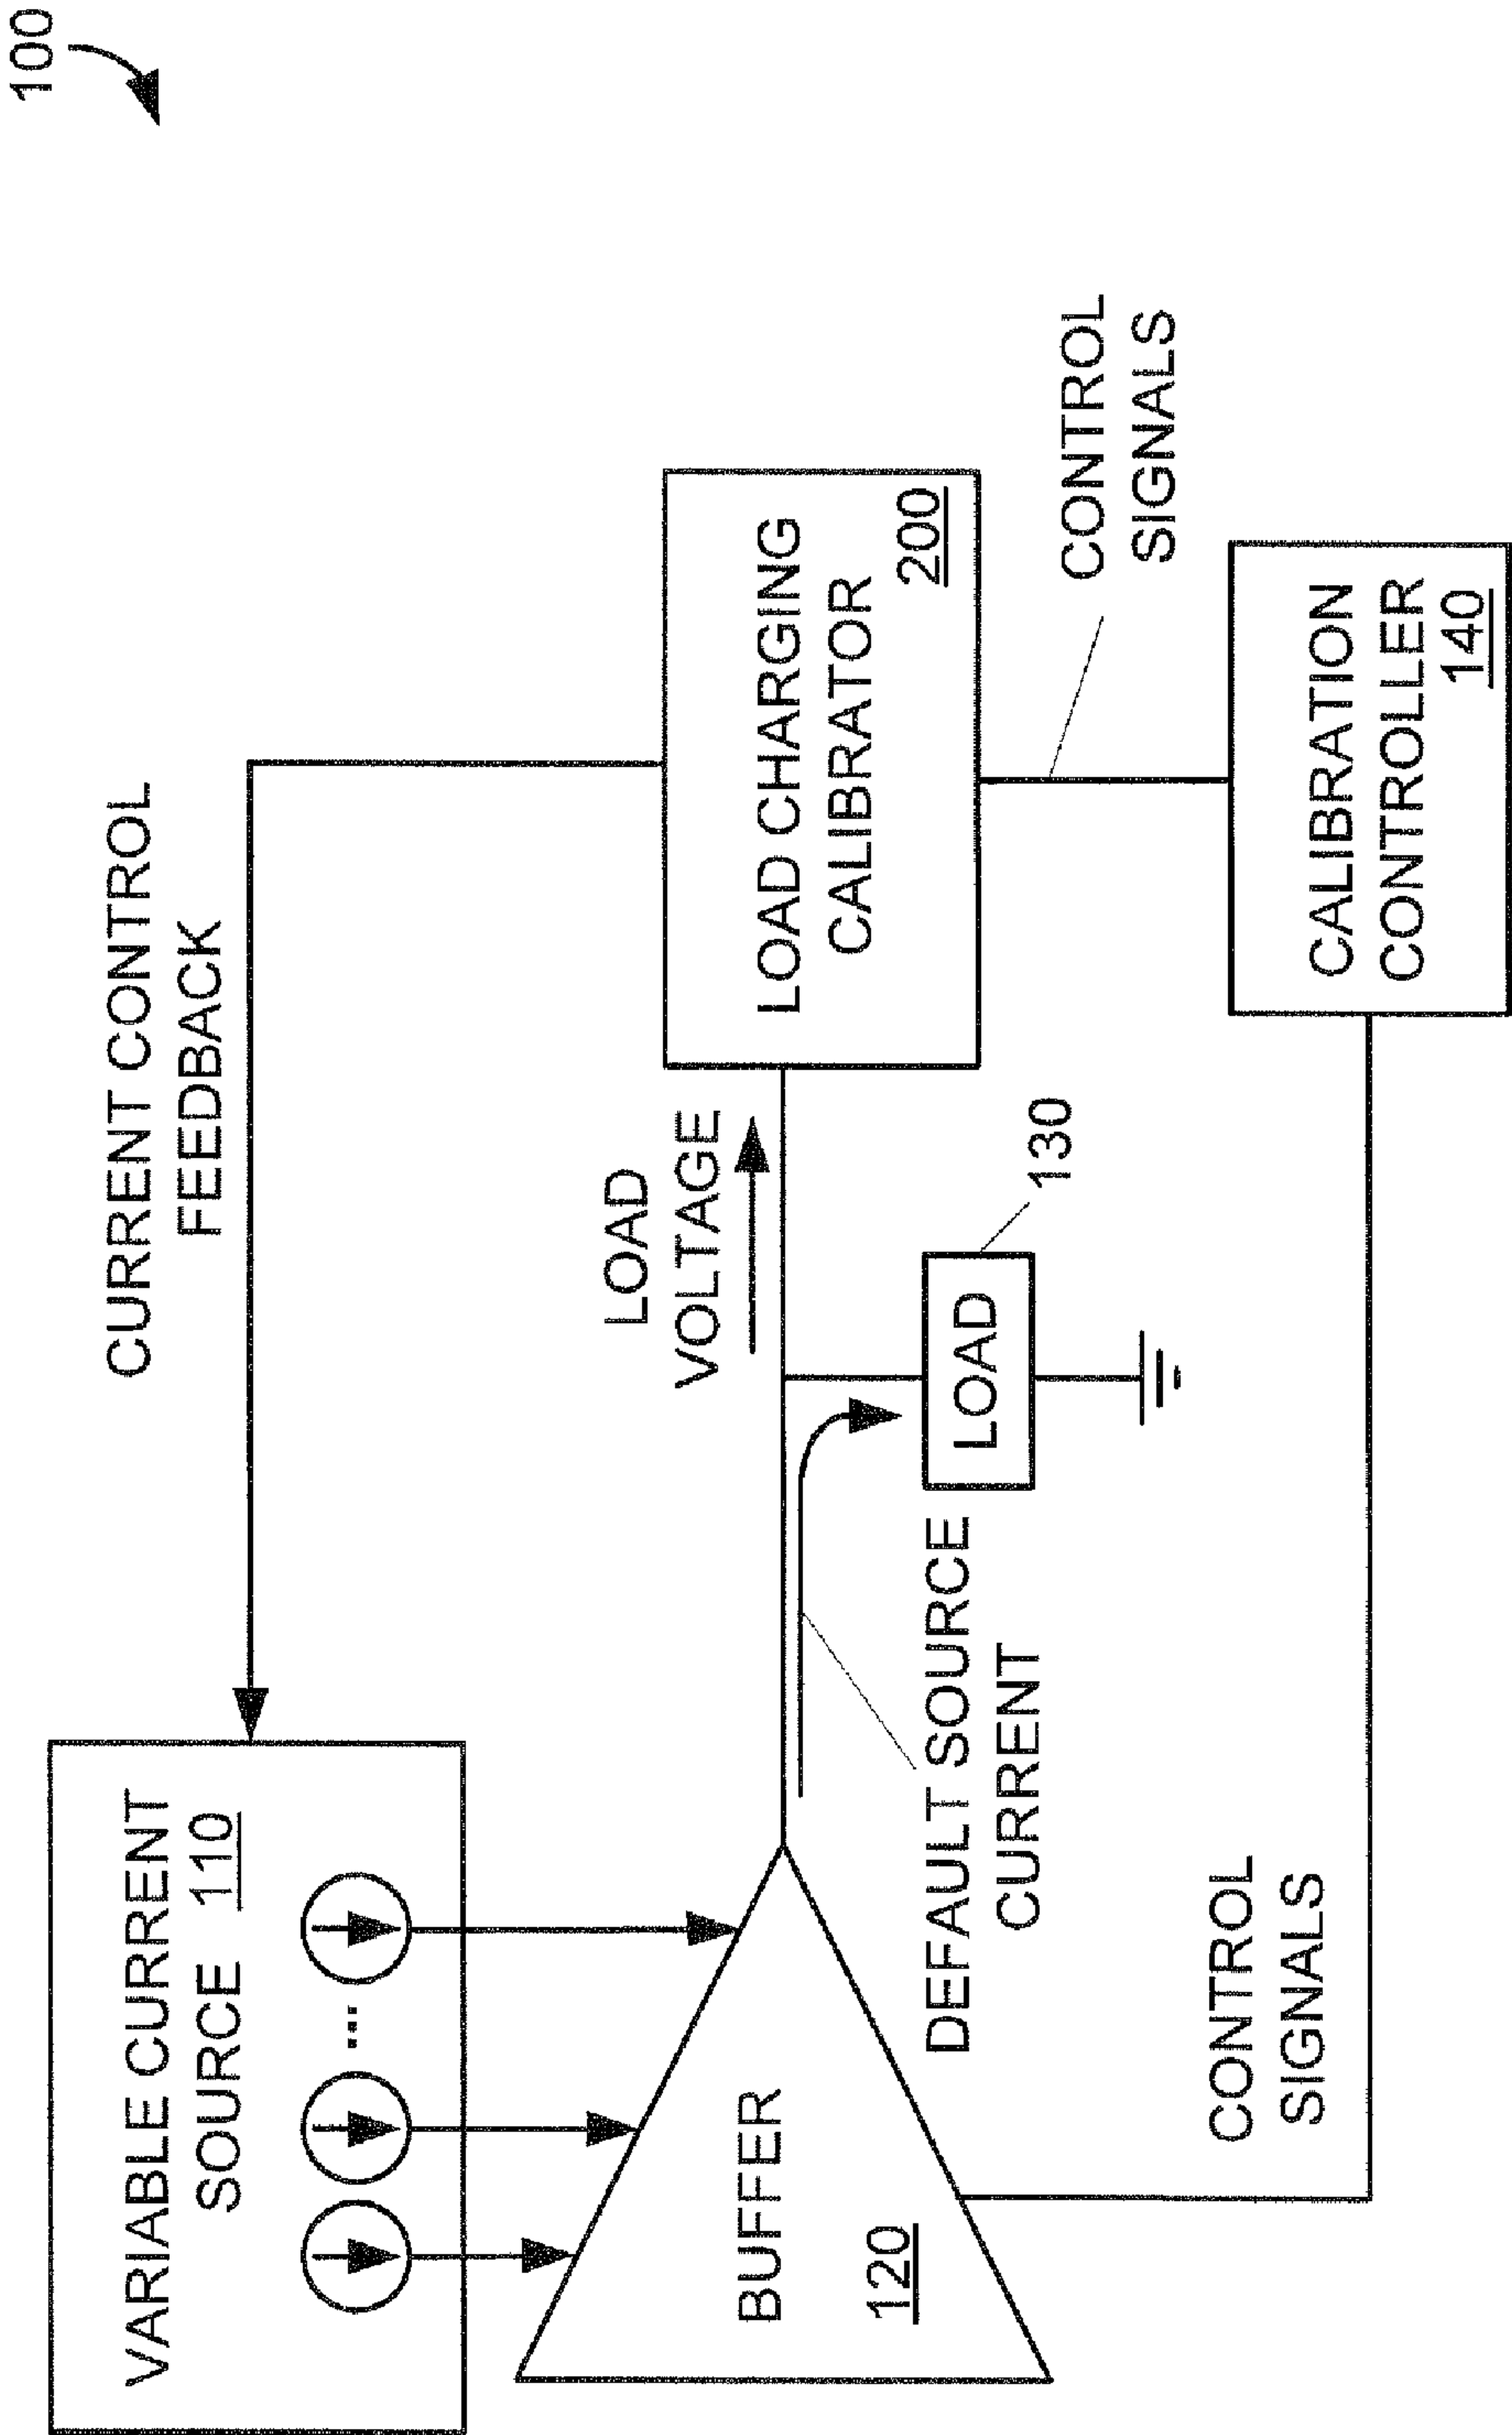 100
VARIABLE CURRENT
SOURCE 110
...
CURRENT CONTROL
FEEDBACK
BUFFER
120
LOAD
VOLTAGE
LOAD CHARGING
CALIBRATOR
200
DEFAULT SOURCE
CURRENT
LOAD
130
CONTROL
SIGNALS
CONTROL
SIGNALS
CALIBRATION
CONTROLLER
140